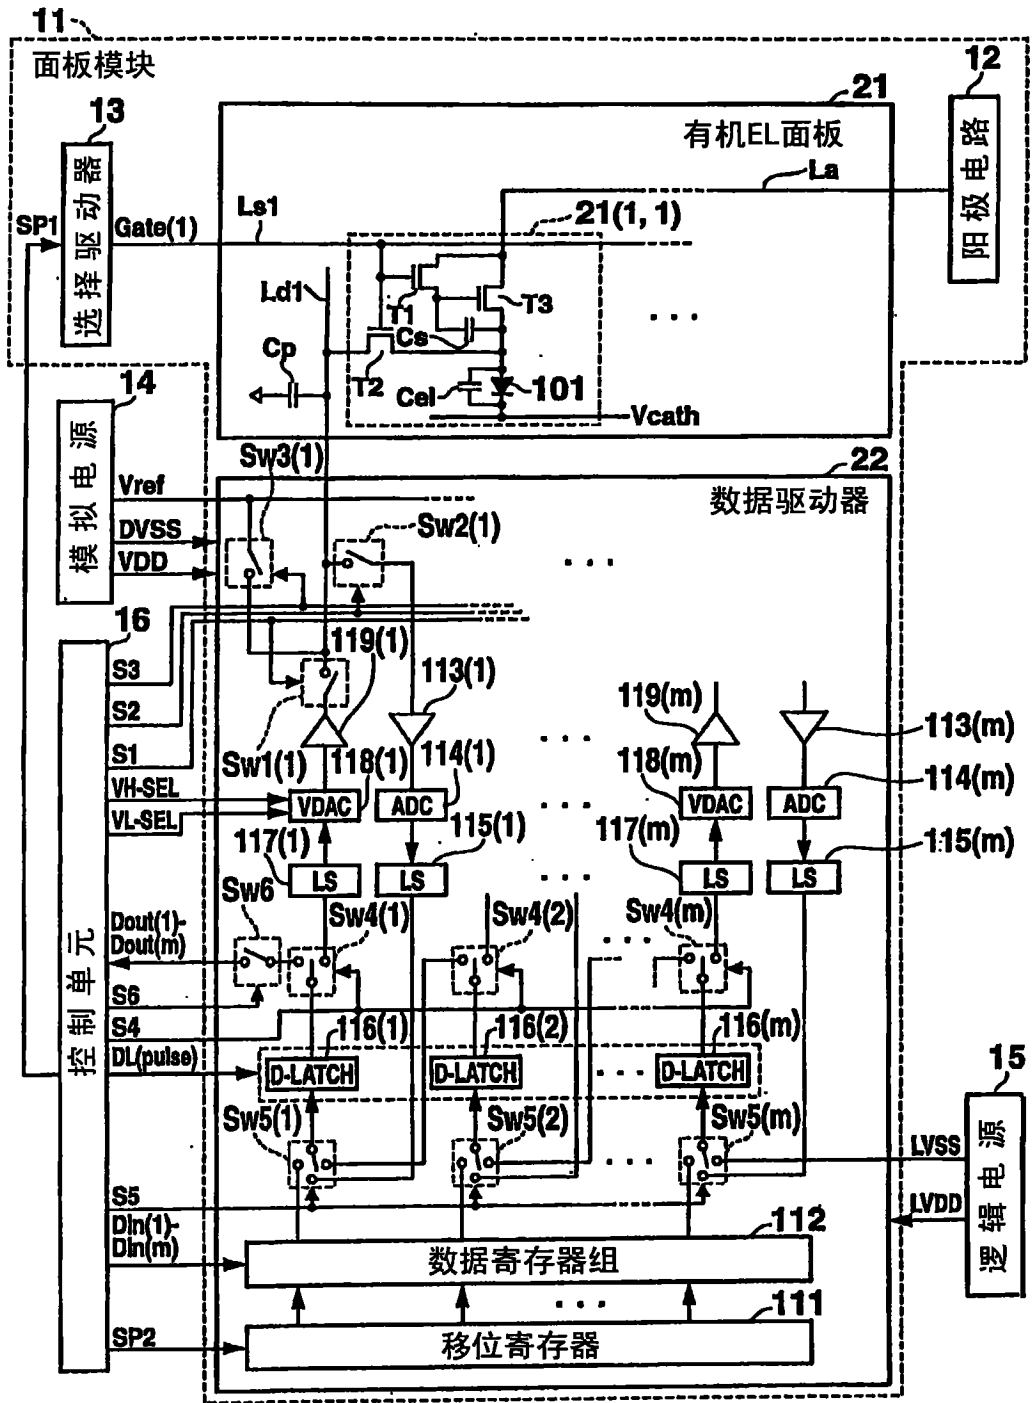 11
面板模块
12
阳极电路
13
选择驱动器
SP1
Gate(1)
21
有机EL面板
La
Ls1
21(1, 1)
Ld1
T1
T3
Cs
T2
Cp
Cel
101
Vcath
14
模拟电源
Vref
DVSS
VDD
22
数据驱动器
Sw3(1)
Sw2(1)
16
控制单元
S3
S2
S1
VH-SEL
VL-SEL
119(1)
113(1)
Sw1(1)
118(1)
114(1)
VDAC
ADC
117(1)
115(1)
LS
LS
119(m)
113(m)
118(m)
114(m)
VDAC
ADC
117(m)
115(m)
LS
LS
Sw6
Sw4(1)
Sw4(2)
Sw4(m)
Dout(1)-
Dout(m)
S6
S4
DL(pulse)
116(1)
116(2)
116(m)
D-LATCH
D-LATCH
D-LATCH
Sw5(1)
Sw5(2)
Sw5(m)
15
逻辑电源
LVSS
LVDD
S5
Din(1)-
Din(m)
112
数据寄存器组
SP2
111
移位寄存器